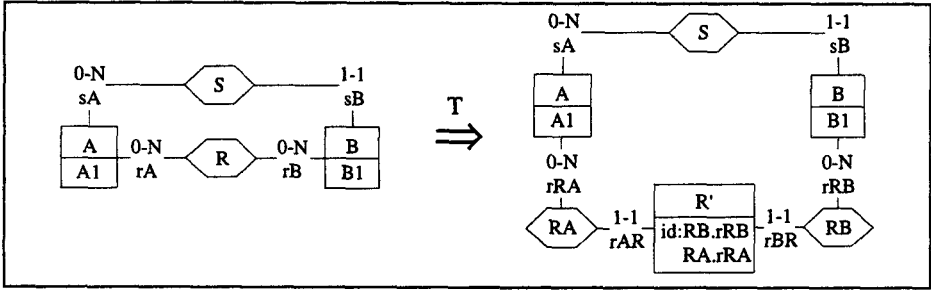 0-N
sA
S
1-1
sB
A
A1
0-N
rA
R
0-N
rB
B
B1
T
0-N
sA
S
1-1
sB
A
A1
B
B1
0-N
rRA
0-N
rRB
RA
1-1
rAR
R'
id:RB.rRB
RA.rRA
1-1
rBR
RB